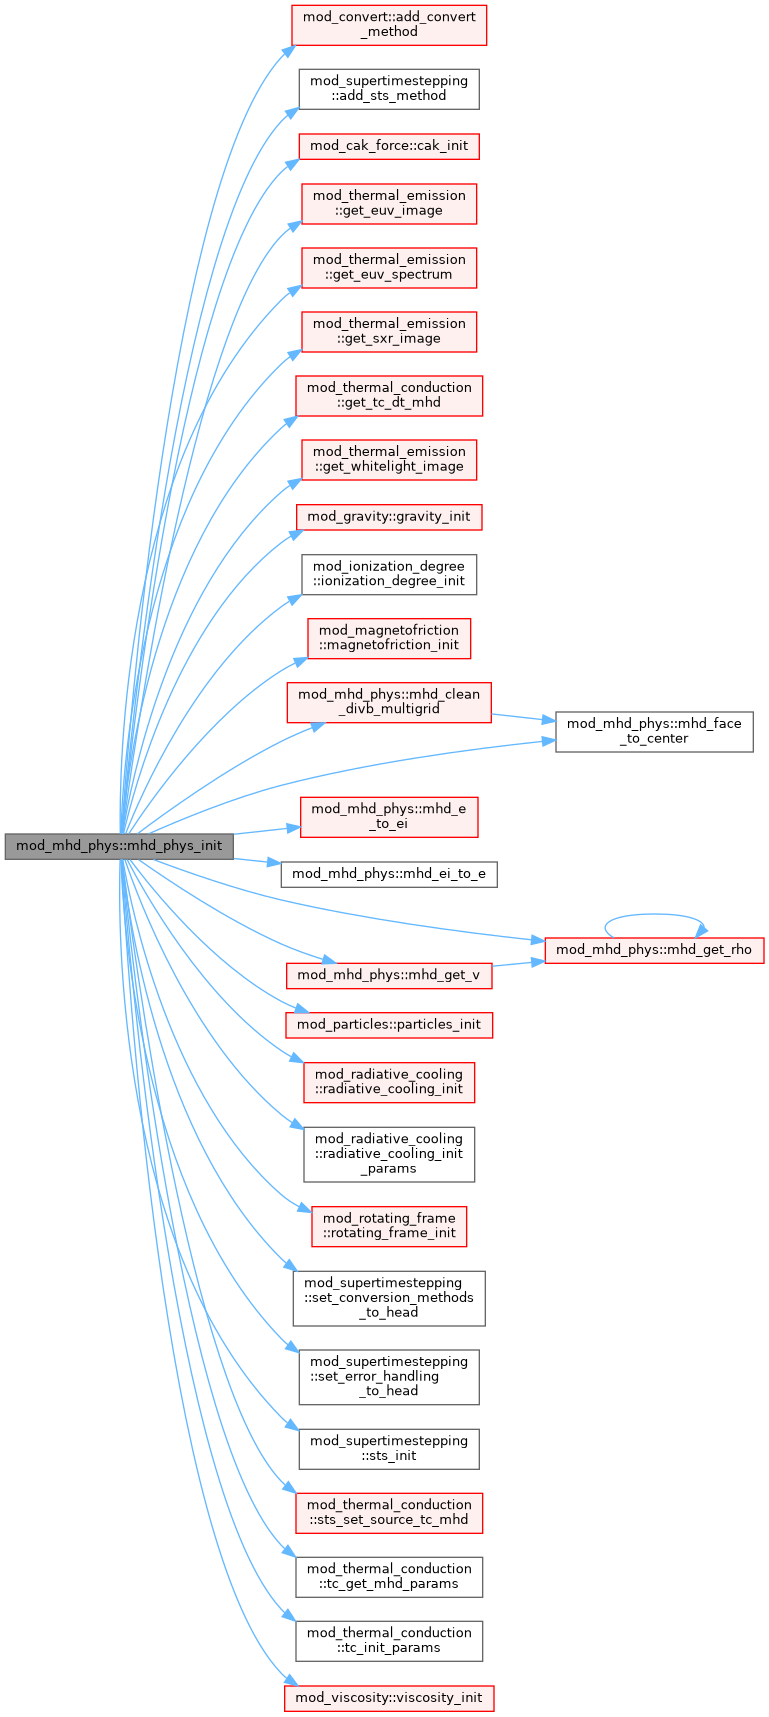 mod_convert::add_convert
_method
mod_supertimestepping
::add_sts_method
mod_cak_force::cak_init
mod_thermal_emission
::get_euv_image
mod_thermal_emission
::get_euv_spectrum
mod_thermal_emission
::get_sxr_image
mod_thermal_conduction
::get_tc_dt_mhd
mod_thermal_emission
::get_whitelight_image
mod_gravity::gravity_init
mod_ionization_degree
::ionization_degree_init
mod_magnetofriction
::magnetofriction_init
mod_mhd_phys::mhd_clean
_divb_multigrid
mod_mhd_phys::mhd_face
_to_center
mod_mhd_phys::mhd_e
_to_ei
mod_mhd_phys::mhd_phys_init
mod_mhd_phys::mhd_ei_to_e
mod_mhd_phys::mhd_get_rho
mod_mhd_phys::mhd_get_v
mod_particles::particles_init
mod_radiative_cooling
::radiative_cooling_init
mod_radiative_cooling
::radiative_cooling_init
_params
mod_rotating_frame
::rotating_frame_init
mod_supertimestepping
::set_conversion_methods
_to_head
mod_supertimestepping
::set_error_handling
_to_head
mod_supertimestepping
::sts_init
mod_thermal_conduction
::sts_set_source_tc_mhd
mod_thermal_conduction
::tc_get_mhd_params
mod_thermal_conduction
::tc_init_params
mod_viscosity::viscosity_init